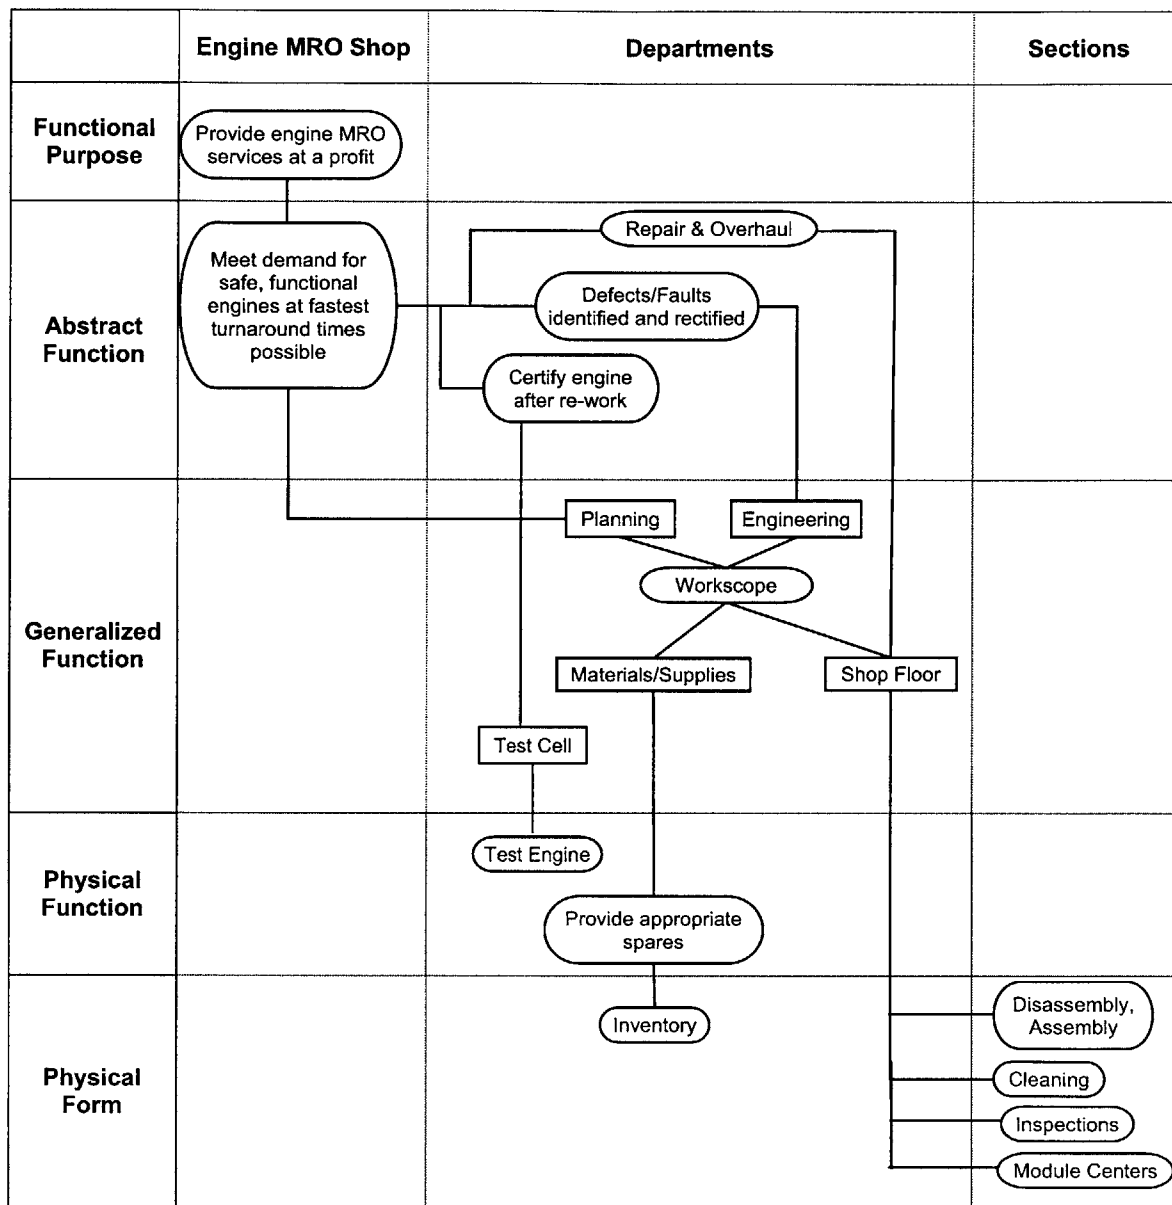 Engine MRO Shop
Departments
Sections
Functional
Purpose
Provide engine MRO
services at a profit
Abstract
Function
Meet demand for
safe, functional
engines at fastest
turnaround times
possible
Repair & Overhaul
Defects/Faults
identified and rectified
Certify engine
after re-work
Generalized
Function
Planning
Engineering
Workscope
Materials/Supplies
Shop Floor
Test Cell
Physical
Function
Test Engine
Provide appropriate
spares
Physical
Form
Inventory
Disassembly,
Assembly
Cleaning
Inspections
Module Centers